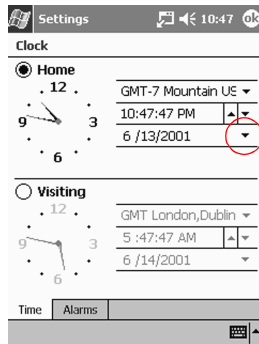 Settings 10:47 ok
Clock
Home
12
9 3
6
GMT-7 Mountain US
10:47:47 PM
6 /13/2001
Visiting
12
9 3
6
GMT London,Dublin
5 :47:47 AM
6 /14/2001
Time Alarms